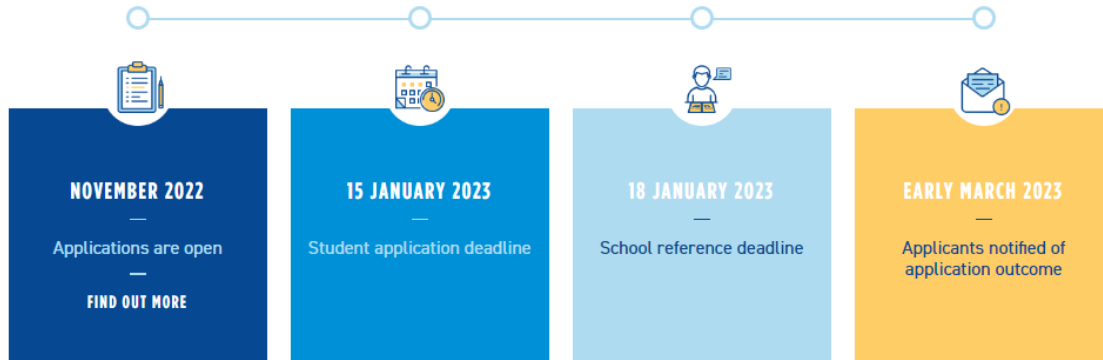 NOVEMBER 2022
Applications are open
FIND OUT MORE
15 JANUARY 2023
Student application deadline
18 JANUARY 2023
School reference deadline
EARLY MARCH 2023
Applicants notified of
application outcome